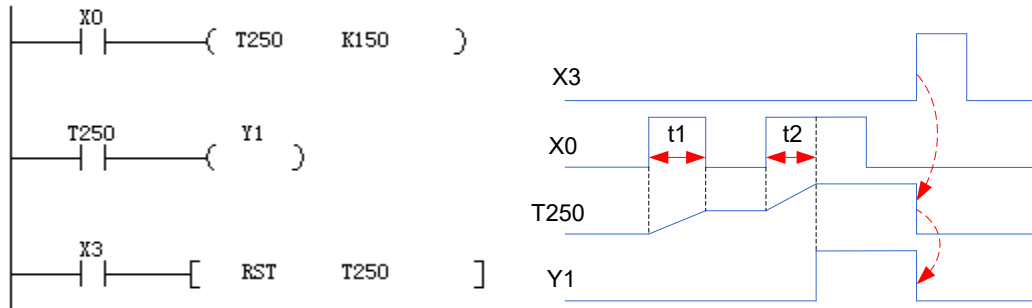 X0
( T250 K150 )
T250 Y1
( )
X3
[ RST T250 ]
X3
X0 t1 t2
T250
Y1